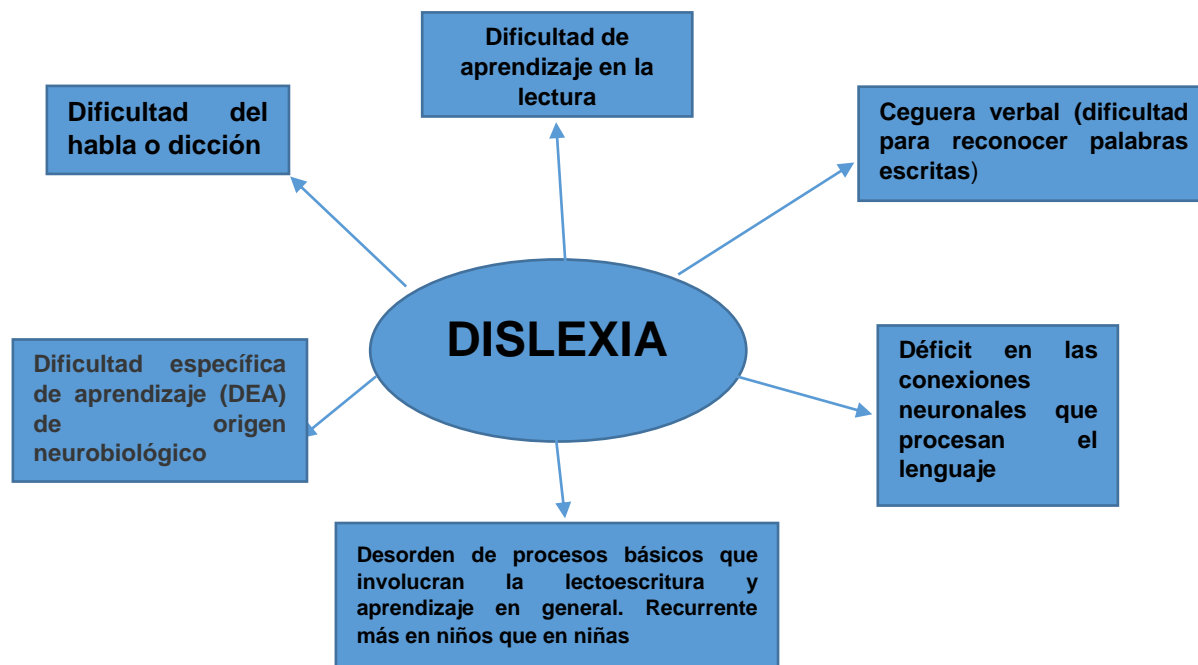 Dificultad de
aprendizaje en la
lectura
Dificultad del
habla o dicción
Ceguera verbal (dificultad
para reconocer palabras
escritas)
DISLEXIA
Dificultad específica
de aprendizaje (DEA)
de origen
neurobiológico
Déficit en las
conexiones
neuronales que
procesan el
lenguaje
Desorden de procesos básicos que
involucran la lectoescritura y
aprendizaje en general. Recurrente
más en niños que en niñas